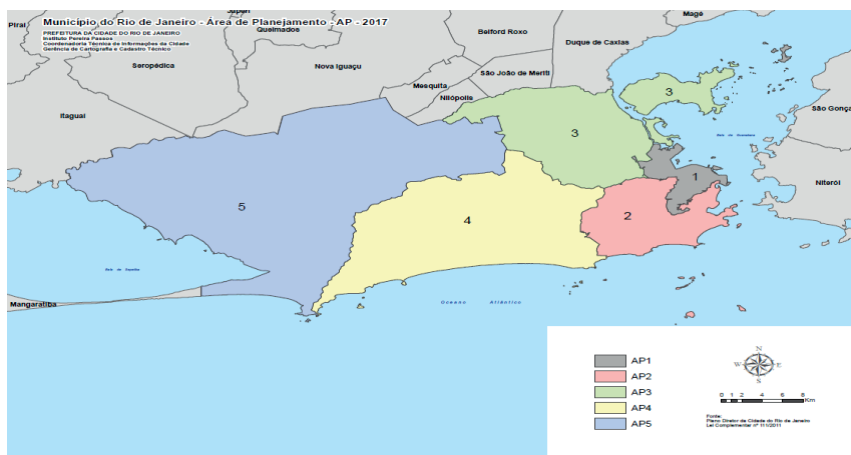 Município do Rio de Janeiro - Área de Planejamento - AP - 2017
PREFEITURA DA CIDADE DO RIO DE JANEIRO
Instituto Pereira Passos
Coordenadoria Técnica de Informações da Cidade
Gerência de Cartografia e Cadastro Técnico
Piraí
Japeri
Queimados
Magé
Belford Roxo
Duque de Caxias
Seropédica
Nova Iguaçu
São João de Meriti
Mesquita
Nilópolis
3
Itaguaí
São Gonça
3
1
Niterói
5
4
2
Mangaratiba
Oceano Atlântico
AP1
AP2
AP3
AP4
AP5
N
W E
S
0 1 2 4 6 8
Km
Fonte:
Plano Diretor da Cidade do Rio de Janeiro
Lei Complementar nº 111/2011